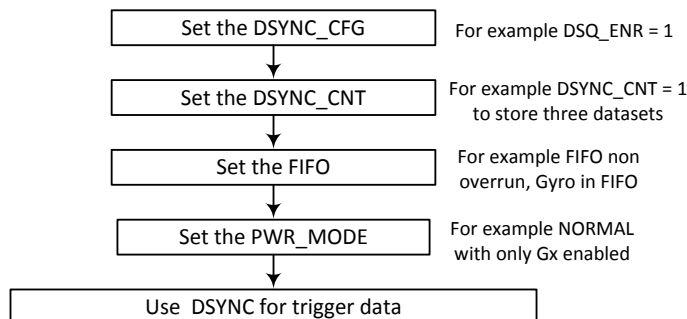 Set the DSYNC_CFG
For example DSQ_ENR = 1
Set the DSYNC_CNT
For example DSYNC_CNT = 1
to store three datasets
Set the FIFO
For example FIFO non
overrun, Gyro in FIFO
Set the PWR_MODE
For example NORMAL
with only Gx enabled
Use DSYNC for trigger data